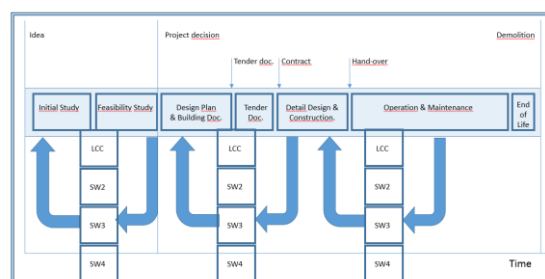 Idea
Project decision
Demolition
Tender doc.
Contract
Hand-over
Initial Study
Feasibility Study
Design Plan
& Building Doc.
Tender
Doc.
Detail Design &
Construction.
Operation & Maintenance
End
of
Life
LCC
LCC
LCC
SW2
SW2
SW2
SW3
SW3
SW3
SW4
SW4
SW4
Time